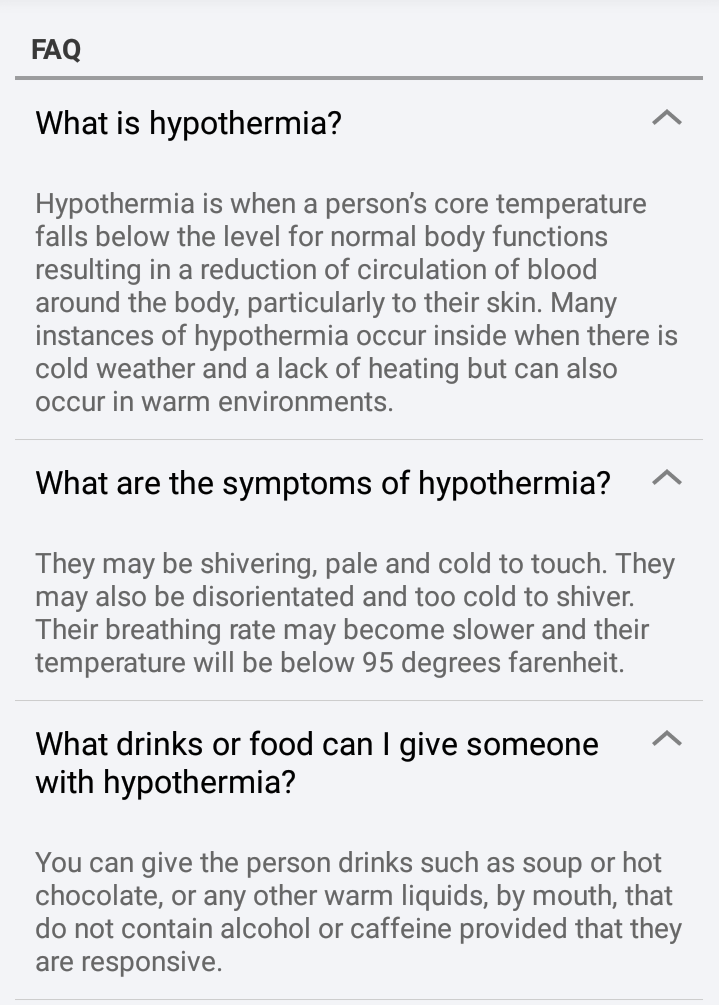 FAQ
What is hypothermia?
Hypothermia is when a person’s core temperature
falls below the level for normal body functions
resulting in a reduction of circulation of blood
around the body, particularly to their skin. Many
instances of hypothermia occur inside when there is
cold weather and a lack of heating but can also
occur in warm environments.
What are the symptoms of hypothermia?
They may be shivering, pale and cold to touch. They
may also be disorientated and too cold to shiver.
Their breathing rate may become slower and their
temperature will be below 95 degrees farenheit.
What drinks or food can I give someone
with hypothermia?
You can give the person drinks such as soup or hot
chocolate, or any other warm liquids, by mouth, that
do not contain alcohol or caffeine provided that they
are responsive.